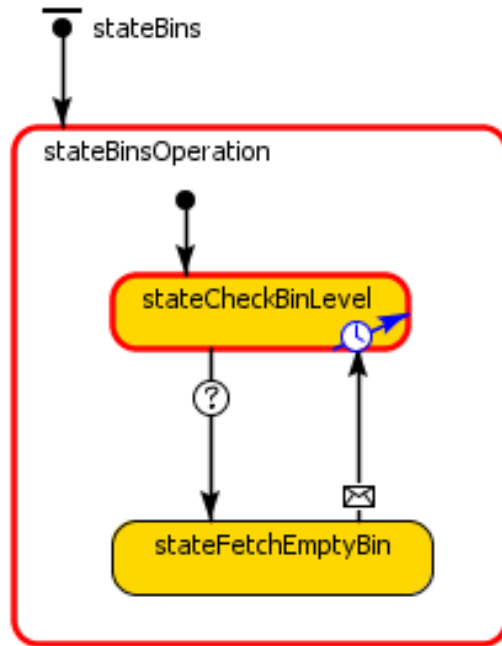 stateBins
stateBinsOperation
stateCheckBinLevel
?
stateFetchEmptyBin